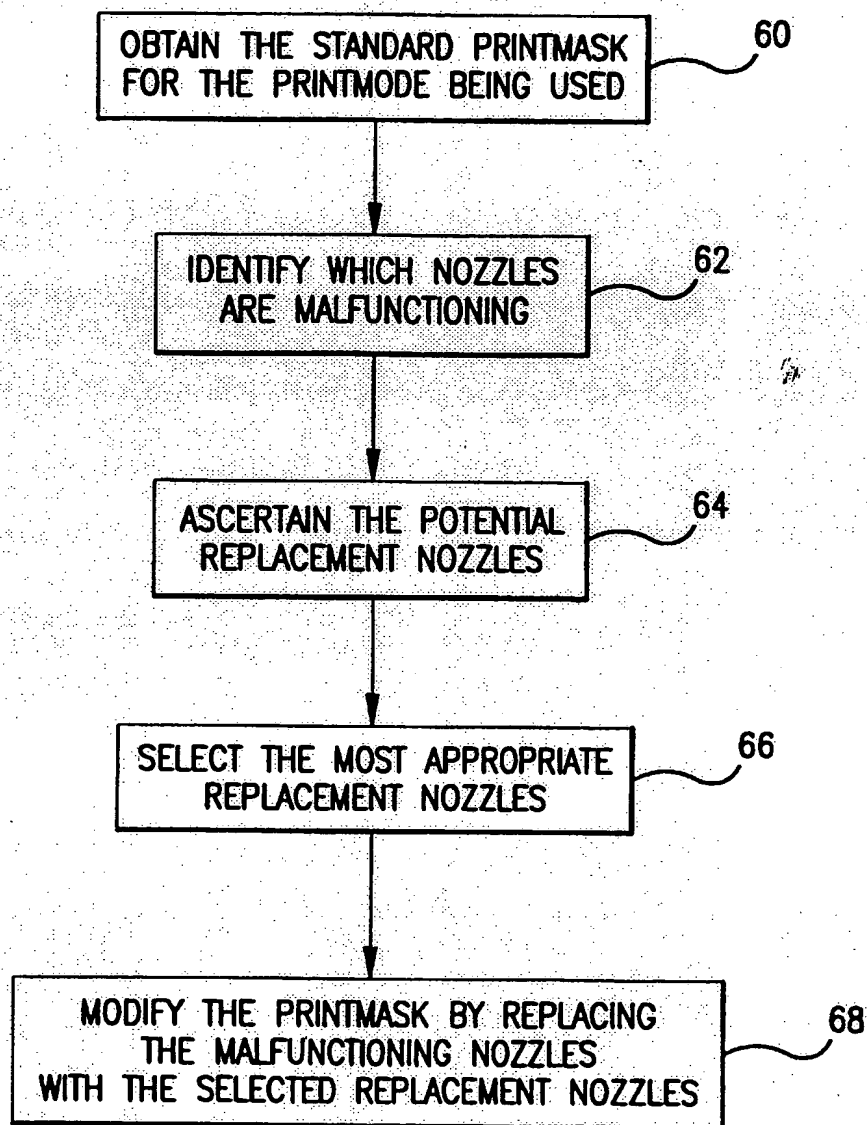 OBTAIN THE STANDARD PRINTMASK
FOR THE PRINTMODE BEING USED
60
IDENTIFY WHICH NOZZLES
ARE MALFUNCTIONING
62
ASCERTAIN THE POTENTIAL
REPLACEMENT NOZZLES
64
SELECT THE MOST APPROPRIATE
REPLACEMENT NOZZLES
66
MODIFY THE PRINTMASK BY REPLACING
THE MALFUNCTIONING NOZZLES
WITH THE SELECTED REPLACEMENT NOZZLES
68